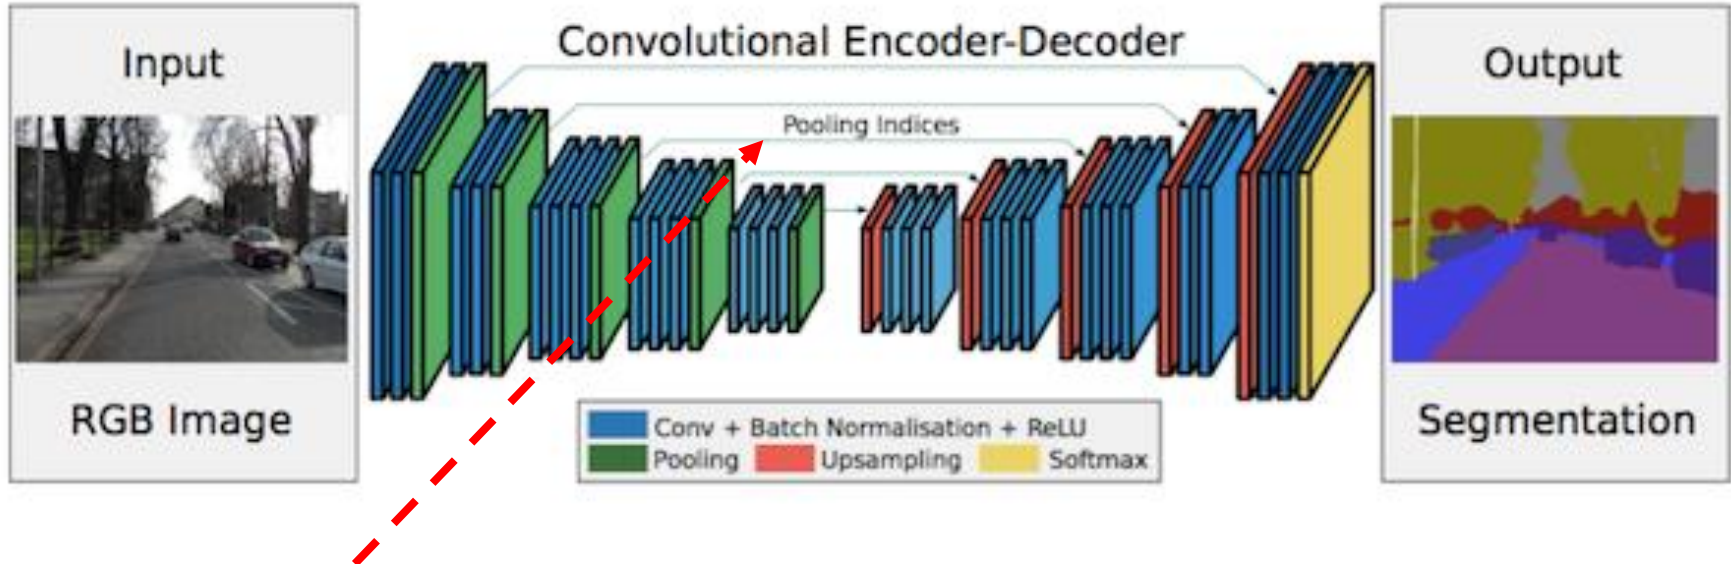 Input
RGB Image
Convolutional Encoder-Decoder
Pooling Indices
Conv + Batch Normalisation + ReLU
Pooling Upsampling Softmax
Output
Segmentation